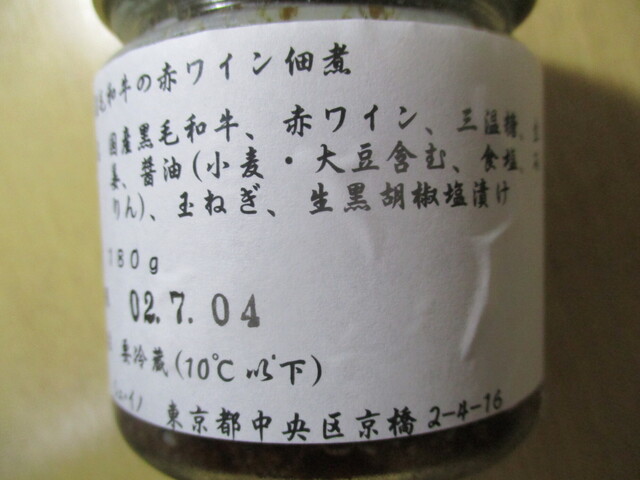 毛和牛の赤ワイン佃煮
国産黒毛和牛、赤ワイン、三温糖、生
姜、醤油(小麦・大豆含む、食塩、
りん)、玉ねぎ、生黒胡椒塩漬け
180g
02.7.04
要冷蔵(10℃以下)
東京都中央区京橋2-4-16